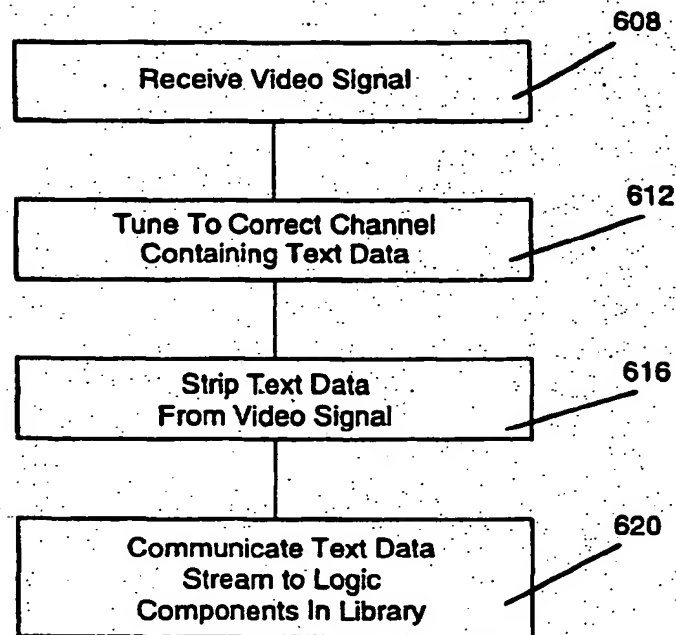 608
Receive Video Signal
612
Tune To Correct Channel
Containing Text Data
616
Strip Text Data
From Video Signal
620
Communicate Text Data
Stream to Logic
Components In Library